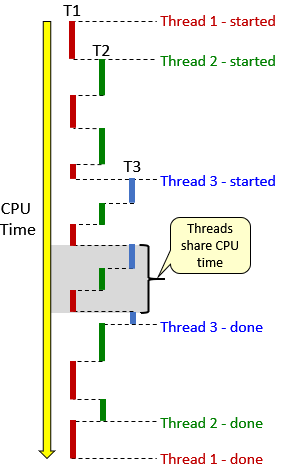 T1
Thread 1 - started
T2
Thread 2 - started
T3
Thread 3 - started
CPU
Time
Threads
share CPU
time
Thread 3 - done
Thread 2 - done
Thread 1 - done